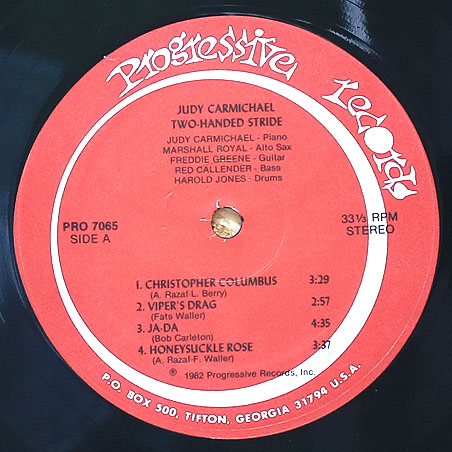 Progressive records
JUDY CARMICHAEL
TWO-HANDED STRIDE
JUDY CARMICHAEL - Piano
MARSHALL ROYAL - Alto Sax
FREDDIE GREENE - Guitar
RED CALLENDER - Bass
HAROLD JONES - Drums
PRO 7065
SIDE A
33⅓ RPM
STEREO
1. CHRISTOPHER COLUMBUS 3:29
(A. Razaf-L. Berry)
2. VIPER'S DRAG 2:57
(Fats Waller)
3. JA-DA 4:35
(Bob Carleton)
4. HONEYSUCKLE ROSE 3:37
(A. Razaf-F. Waller)
℗ 1982 Progressive Records, Inc.
P.O. BOX 500, TIFTON, GEORGIA 31794 U.S.A.